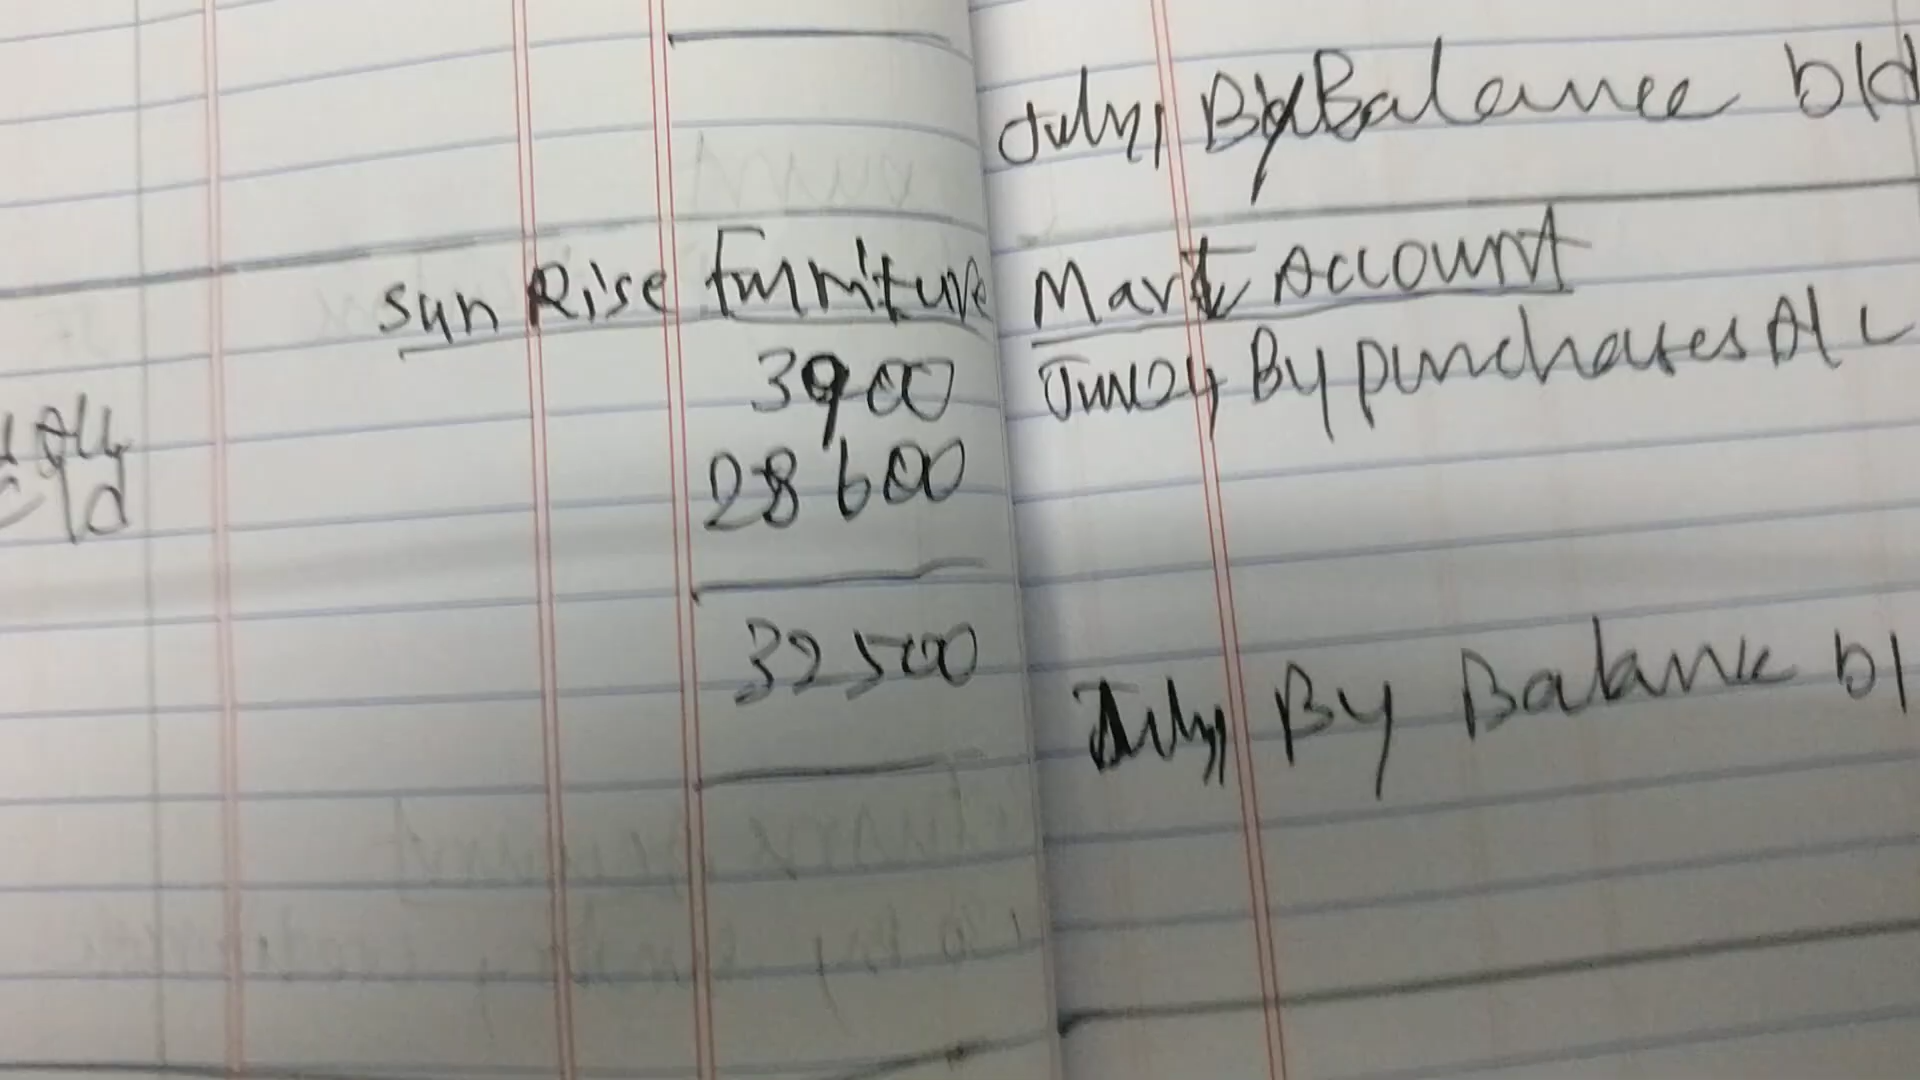 July 1 By Balance b/d
Sun Rise furniture Mart Account
3900 June 24 By purchases A/c
28600
c/d
32500
July 1 By Balance b/